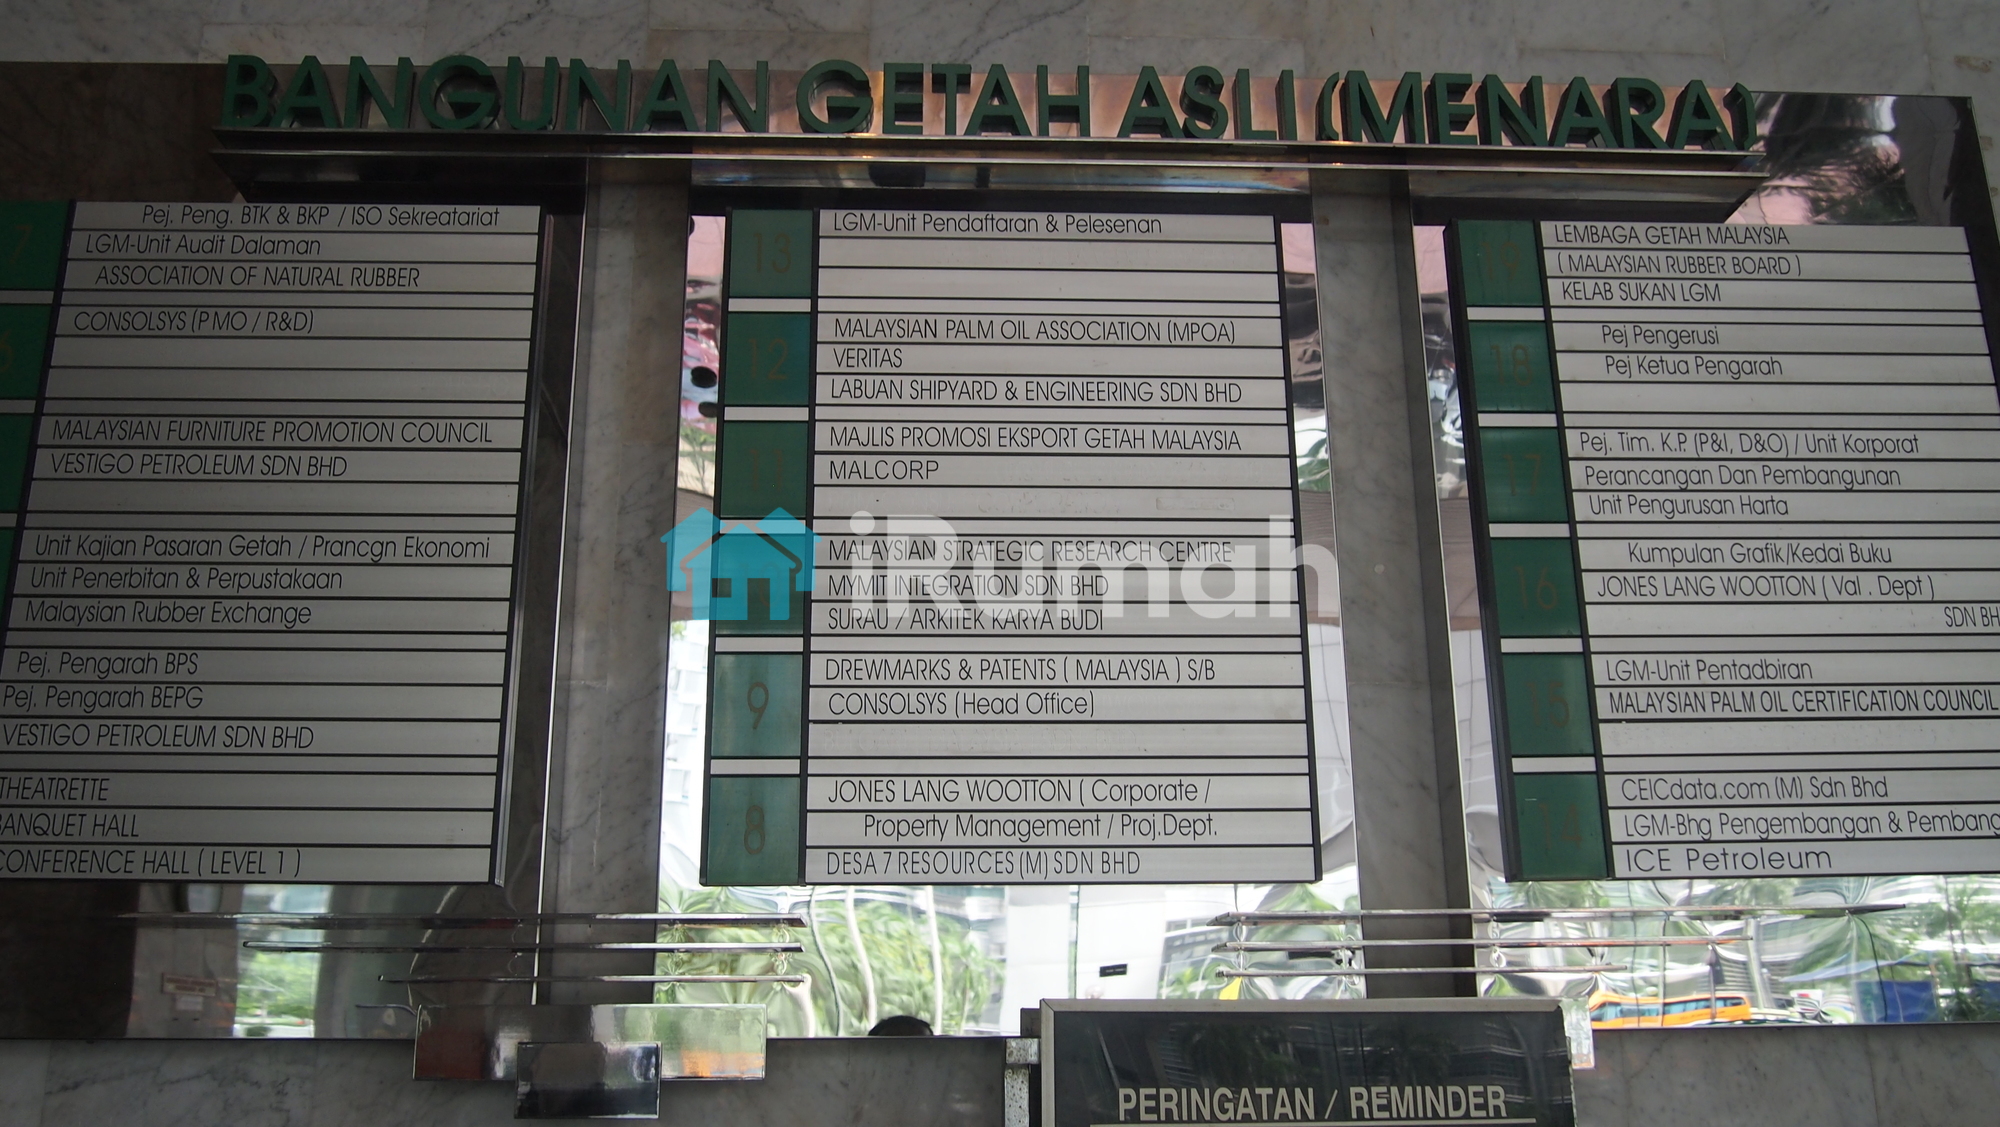 BANGUNAN GETAH ASLI (MENARA)
7
Pej. Peng. BTK & BKP / ISO Sekreatariat
LGM-Unit Audit Dalaman
ASSOCIATION OF NATURAL RUBBER
6
CONSOLSYS (PMO / R&D)
MALAYSIAN FURNITURE PROMOTION COUNCIL
VESTIGO PETROLEUM SDN BHD
Unit Kajian Pasaran Getah / Prancgn Ekonomi
Unit Penerbitan & Perpustakaan
Malaysian Rubber Exchange
Pej. Pengarah BPS
Pej. Pengarah BEPG
VESTIGO PETROLEUM SDN BHD
THEATRETTE
BANQUET HALL
CONFERENCE HALL ( LEVEL 1 )
13
LGM-Unit Pendaftaran & Pelesenan
12
MALAYSIAN PALM OIL ASSOCIATION (MPOA)
VERITAS
LABUAN SHIPYARD & ENGINEERING SDN BHD
11
MAJLIS PROMOSI EKSPORT GETAH MALAYSIA
MALCORP
MALAYSIAN STRATEGIC RESEARCH CENTRE
MYMIT INTEGRATION SDN BHD
SURAU / ARKITEK KARYA BUDI
9
DREWMARKS & PATENTS ( MALAYSIA ) S/B
CONSOLSYS (Head Office)
8
JONES LANG WOOTTON ( Corporate /
Property Management / Proj.Dept.
DESA 7 RESOURCES (M) SDN BHD
19
LEMBAGA GETAH MALAYSIA
( MALAYSIAN RUBBER BOARD )
KELAB SUKAN LGM
18
Pej Pengerusi
Pej Ketua Pengarah
17
Pej. Tim. K.P. (P&I, D&O) / Unit Korporat
Perancangan Dan Pembangunan
Unit Pengurusan Harta
16
Kumpulan Grafik/Kedai Buku
JONES LANG WOOTTON ( Val . Dept )
SDN BH
15
LGM-Unit Pentadbiran
MALAYSIAN PALM OIL CERTIFICATION COUNCIL
14
CEICdata.com (M) Sdn Bhd
LGM-Bhg Pengembangan & Pembang
ICE Petroleum
iRumah
PERINGATAN / REMINDER